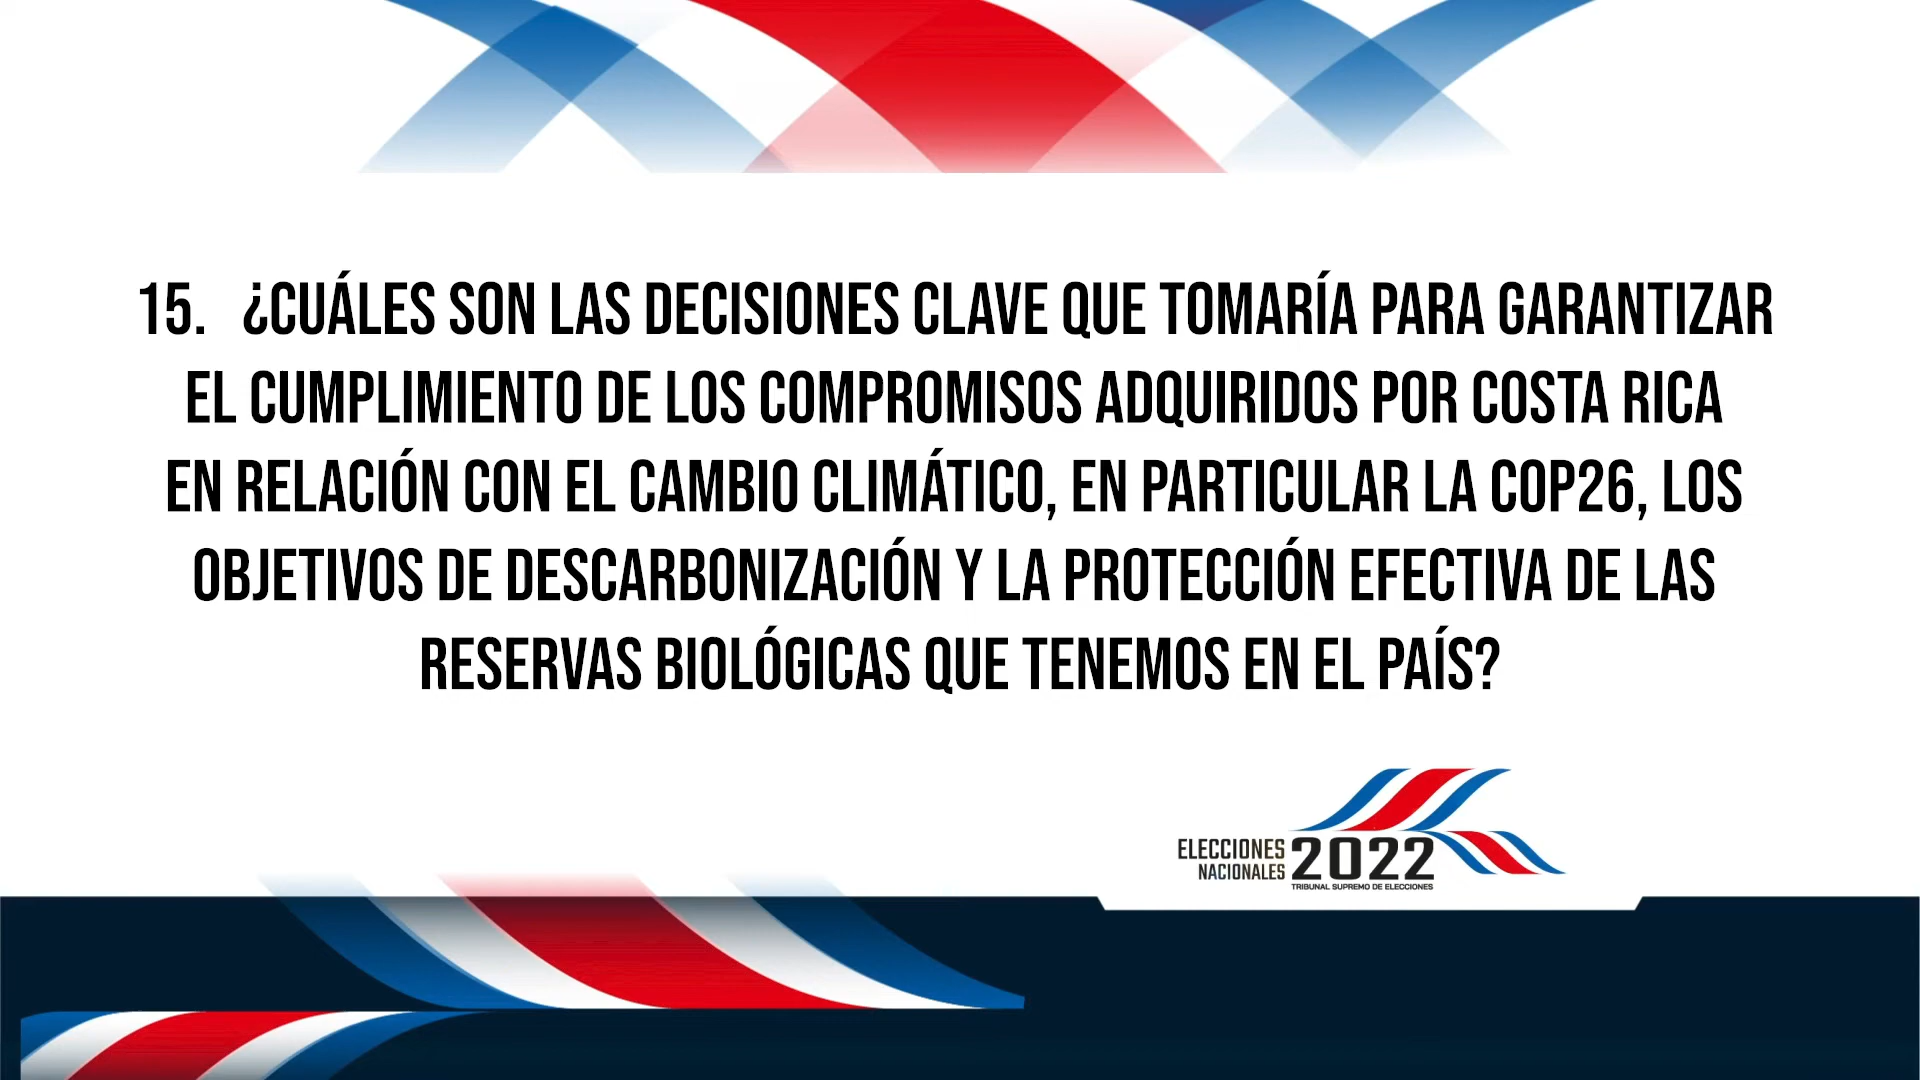 15. ¿CUÁLES SON LAS DECISIONES CLAVE QUE TOMARÍA PARA GARANTIZAR
EL CUMPLIMIENTO DE LOS COMPROMISOS ADQUIRIDOS POR COSTA RICA
EN RELACIÓN CON EL CAMBIO CLIMÁTICO, EN PARTICULAR LA COP26, LOS
OBJETIVOS DE DESCARBONIZACIÓN Y LA PROTECCIÓN EFECTIVA DE LAS
RESERVAS BIOLÓGICAS QUE TENEMOS EN EL PAÍS?
ELECCIONES
NACIONALES
2022
TRIBUNAL SUPREMO DE ELECCIONES